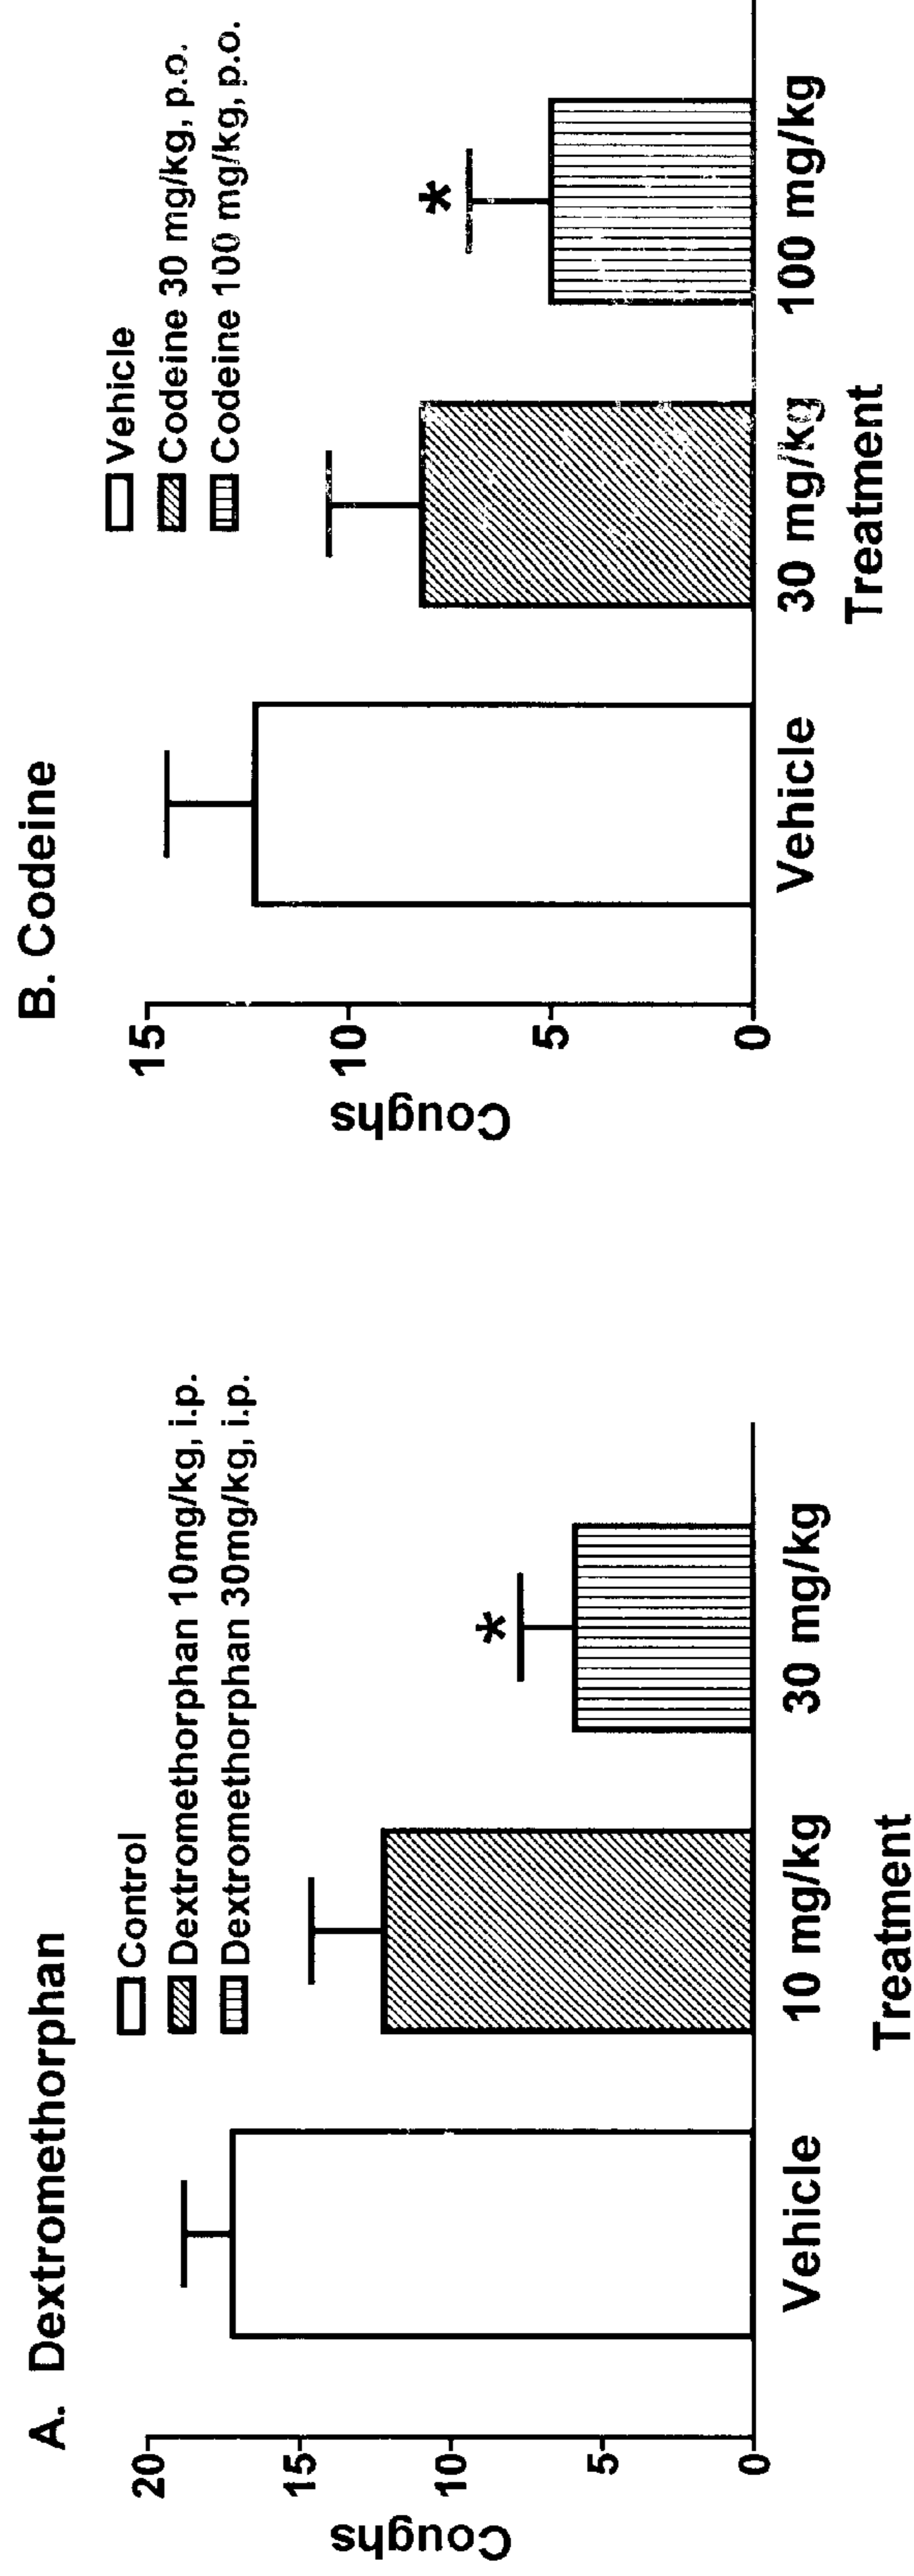 A. Dextromethorphan
Control
Dextromethorphan 10mg/kg, i.p.
Dextromethorphan 30mg/kg, i.p.
Coughs
20
15
10
5
0
*
Vehicle 10 mg/kg 30 mg/kg
Treatment
B. Codeine
Vehicle
Codeine 30 mg/kg, p.o.
Codeine 100 mg/kg, p.o.
Coughs
15
10
5
0
*
Vehicle 30 mg/kg 100 mg/kg
Treatment